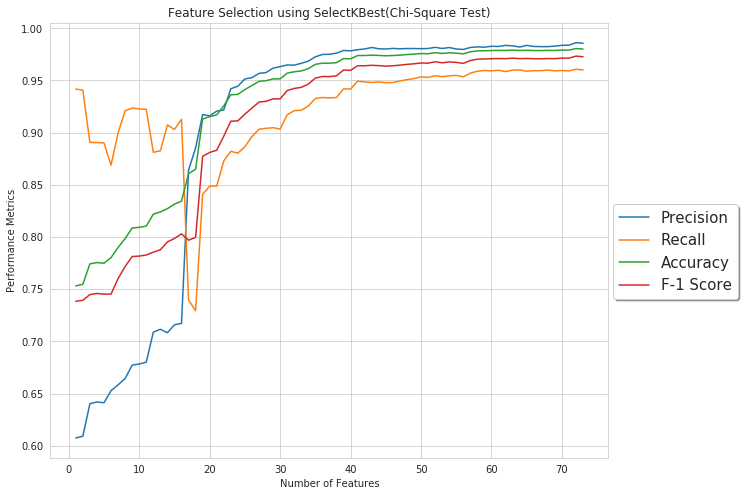 Feature Selection using SelectKBest(Chi-Square Test)
1.00
0.95
0.90
0.85
0.80
0.75
0.70
0.65
0.60
Performance Metrics
0 10 20 30 40 50 60 70
Number of Features
Precision
Recall
Accuracy
F-1 Score